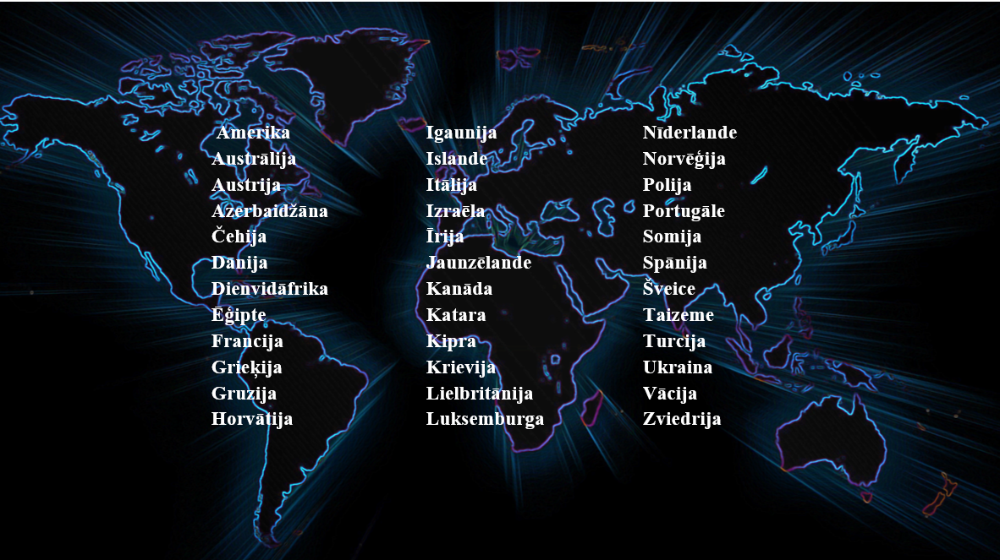 Amerika
Austrālija
Austrija
Azerbaidžāna
Čehija
Dānija
Dienvidāfrika
Ēģipte
Francija
Grieķija
Gruzija
Horvātija
Igaunija
Islande
Itālija
Izraēla
Īrija
Jaunzēlande
Kanāda
Katara
Kipra
Krievija
Lielbritānija
Luksemburga
Nīderlande
Norvēģija
Polija
Portugāle
Somija
Spānija
Šveice
Taizeme
Turcija
Ukraina
Vācija
Zviedrija